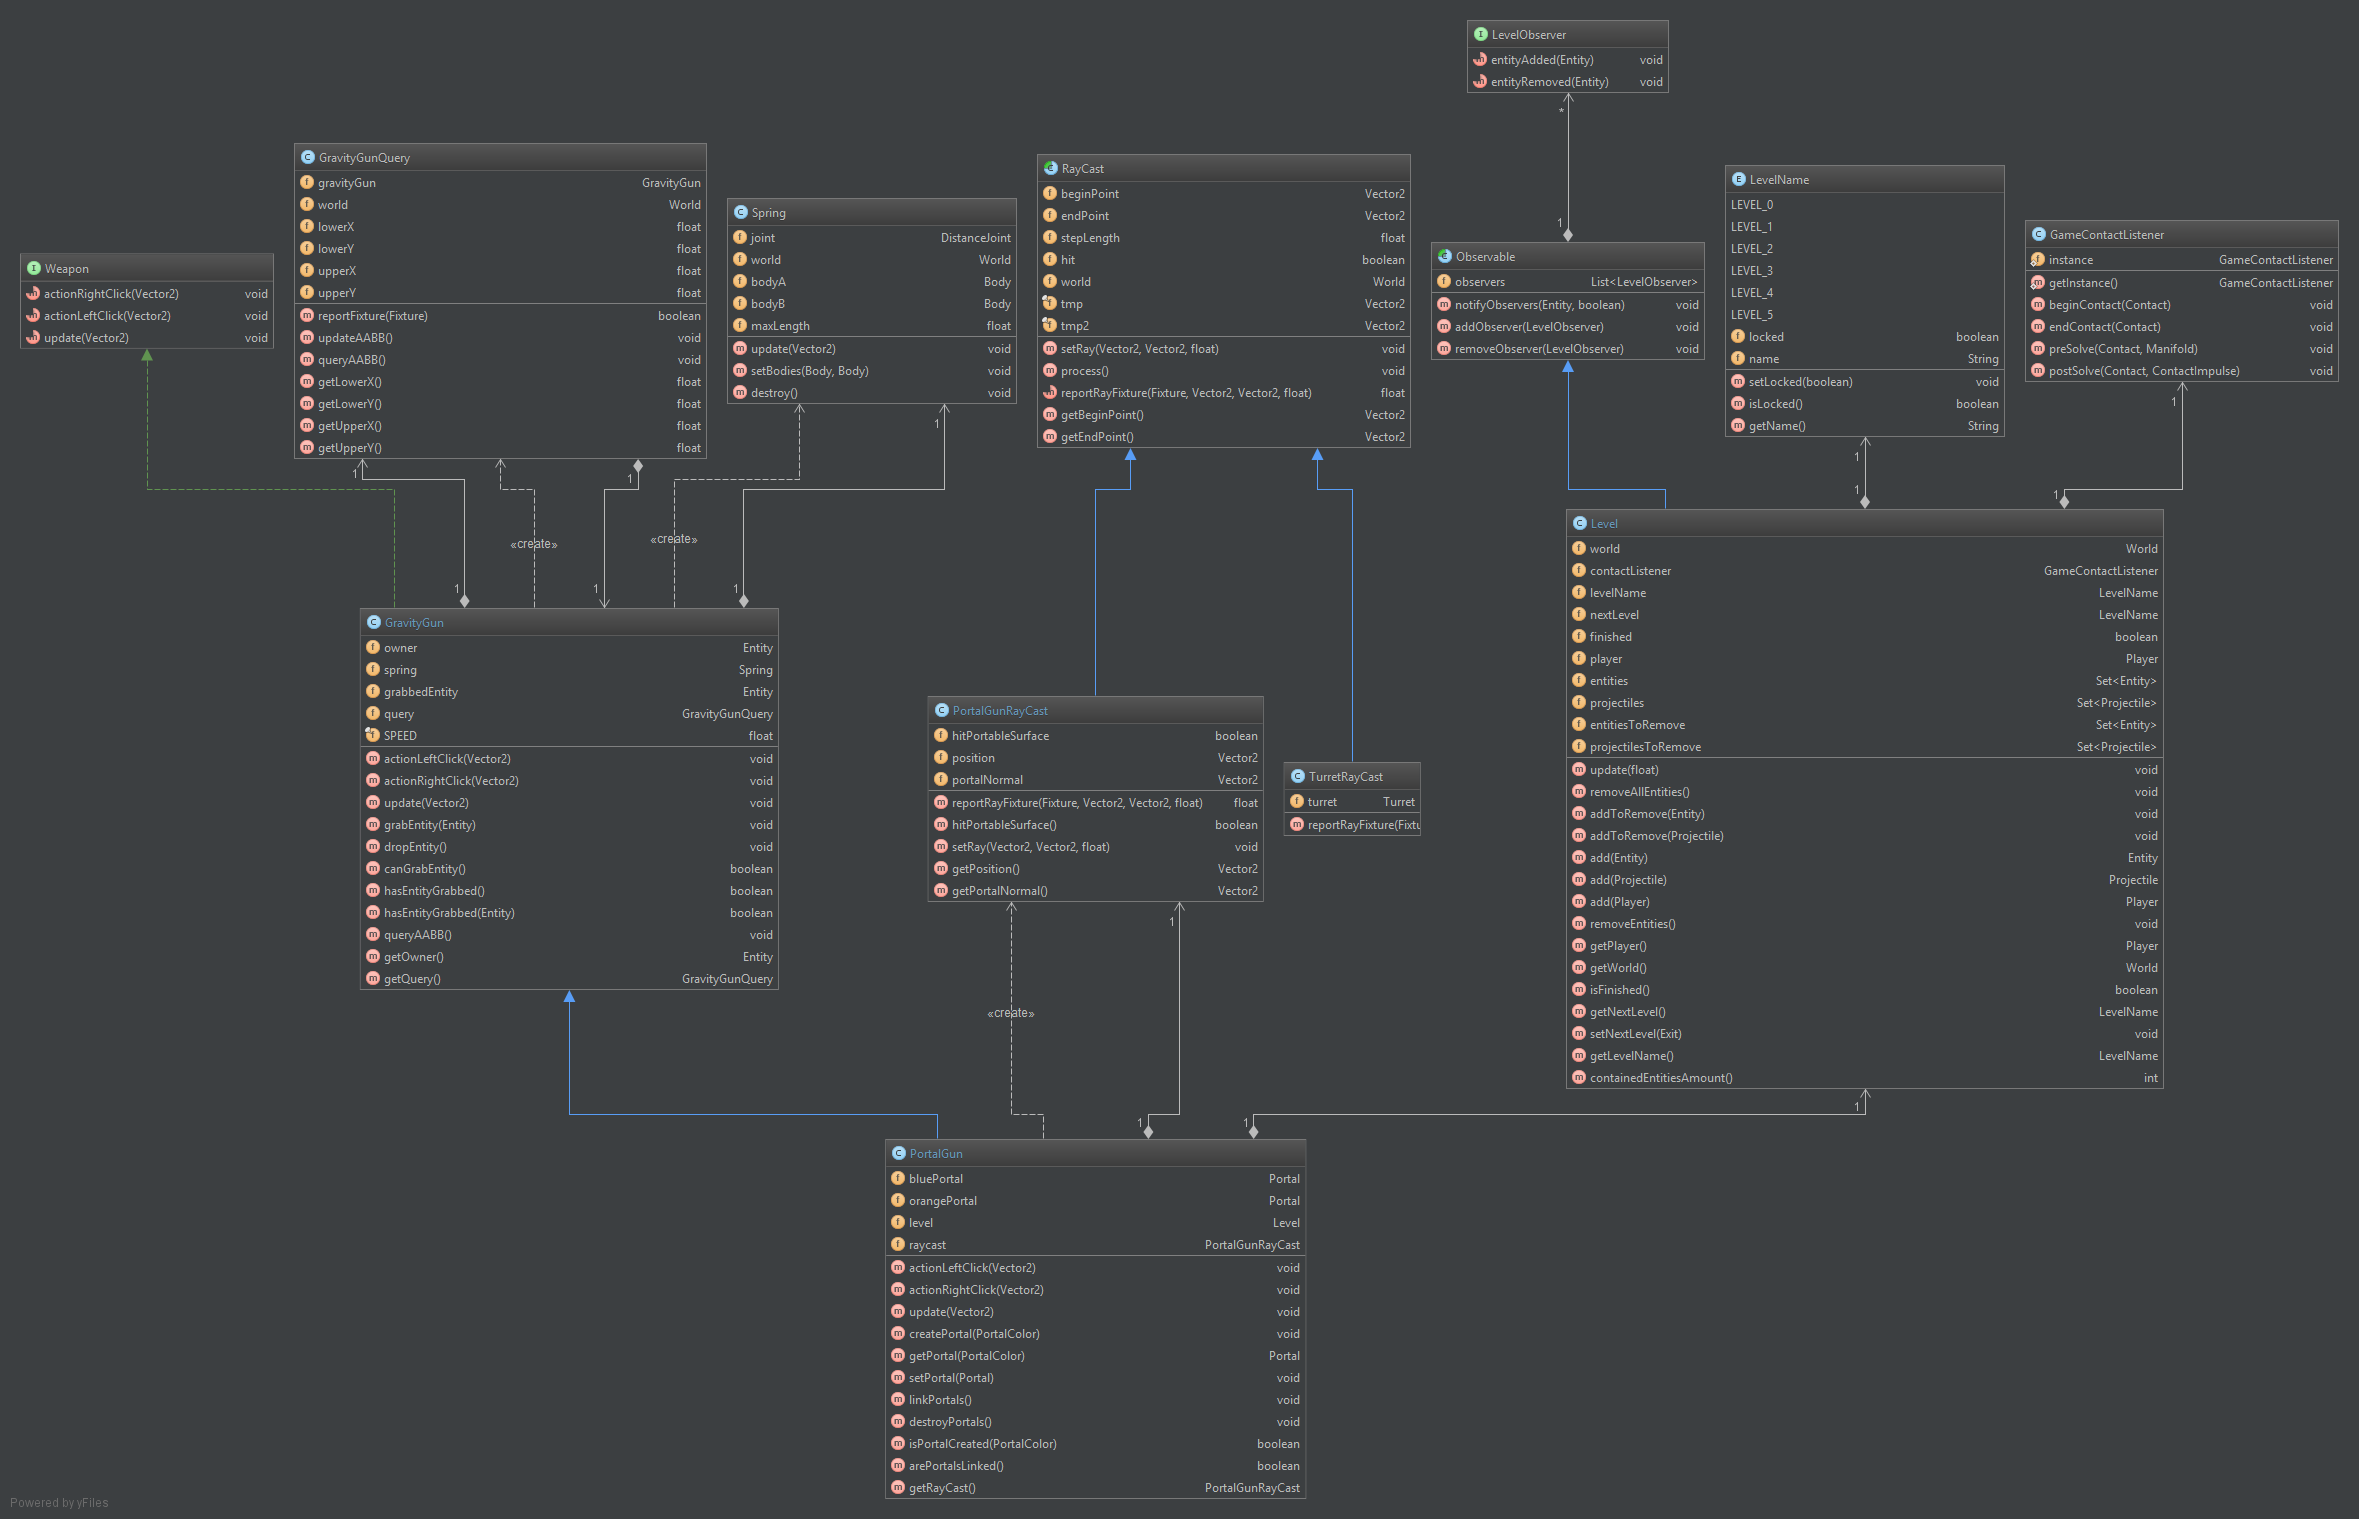 LevelObserver
entityAdded(Entity) void
entityRemoved(Entity) void
*
1
GravityGunQuery
gravityGun GravityGun
world World
lowerX float
lowerY float
upperX float
upperY float
reportFixture(Fixture) boolean
updateAABB() void
queryAABB() void
getLowerX() float
getLowerY() float
getUpperX() float
getUpperY() float
RayCast
beginPoint Vector2
endPoint Vector2
stepLength float
hit boolean
world World
tmp Vector2
tmp2 Vector2
setRay(Vector2, Vector2, float) void
process() void
reportRayFixture(Fixture, Vector2, Vector2, float) float
getBeginPoint() Vector2
getEndPoint() Vector2
LevelName
LEVEL_0
LEVEL_1
LEVEL_2
LEVEL_3
LEVEL_4
LEVEL_5
locked boolean
name String
setLocked(boolean) void
isLocked() boolean
getName() String
Spring
joint DistanceJoint
world World
bodyA Body
bodyB Body
maxLength float
update(Vector2) void
setBodies(Body, Body) void
destroy() void
GameContactListener
instance GameContactListener
getInstance() GameContactListener
beginContact(Contact) void
endContact(Contact) void
preSolve(Contact, Manifold) void
postSolve(Contact, ContactImpulse) void
Observable
observers List<LevelObserver>
notifyObservers(Entity, boolean) void
addObserver(LevelObserver) void
removeObserver(LevelObserver) void
Weapon
actionRightClick(Vector2) void
actionLeftClick(Vector2) void
update(Vector2) void
1
1
1
1
1
1
1
«create»
«create»
1
1
1
Level
world World
contactListener GameContactListener
levelName LevelName
nextLevel LevelName
finished boolean
player Player
entities Set<Entity>
projectiles Set<Projectile>
entitiesToRemove Set<Entity>
projectilesToRemove Set<Projectile>
update(float) void
removeAllEntities() void
addToRemove(Entity) void
addToRemove(Projectile) void
add(Entity) Entity
add(Projectile) Projectile
add(Player) Player
removeEntities() void
getPlayer() Player
getWorld() World
isFinished() boolean
getNextLevel() LevelName
setNextLevel(Exit) void
getLevelName() LevelName
containedEntitiesAmount() int
GravityGun
owner Entity
spring Spring
grabbedEntity Entity
query GravityGunQuery
SPEED float
actionLeftClick(Vector2) void
actionRightClick(Vector2) void
update(Vector2) void
grabEntity(Entity) void
dropEntity() void
canGrabEntity() boolean
hasEntityGrabbed() boolean
hasEntityGrabbed(Entity) boolean
queryAABB() void
getOwner() Entity
getQuery() GravityGunQuery
PortalGunRayCast
hitPortableSurface boolean
position Vector2
portalNormal Vector2
reportRayFixture(Fixture, Vector2, Vector2, float) float
hitPortableSurface() boolean
setRay(Vector2, Vector2, float) void
getPosition() Vector2
getPortalNormal() Vector2
TurretRayCast
turret Turret
reportRayFixture(Fixtu
1
«create»
1
1
1
PortalGun
bluePortal Portal
orangePortal Portal
level Level
raycast PortalGunRayCast
actionLeftClick(Vector2) void
actionRightClick(Vector2) void
update(Vector2) void
createPortal(PortalColor) void
getPortal(PortalColor) Portal
setPortal(Portal) void
linkPortals() void
destroyPortals() void
isPortalCreated(PortalColor) boolean
arePortalsLinked() boolean
getRayCast() PortalGunRayCast
Powered by yFiles